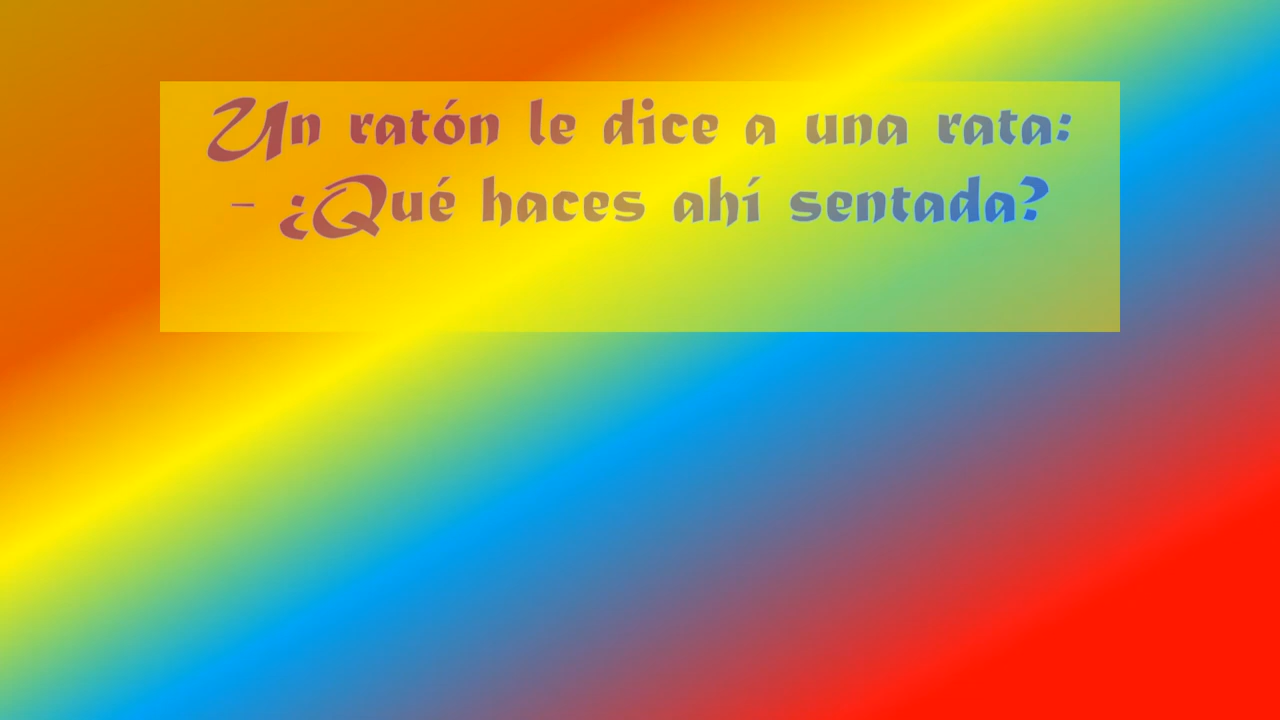 Un ratón le dice a una rata:
- ¿Qué haces ahí sentada?